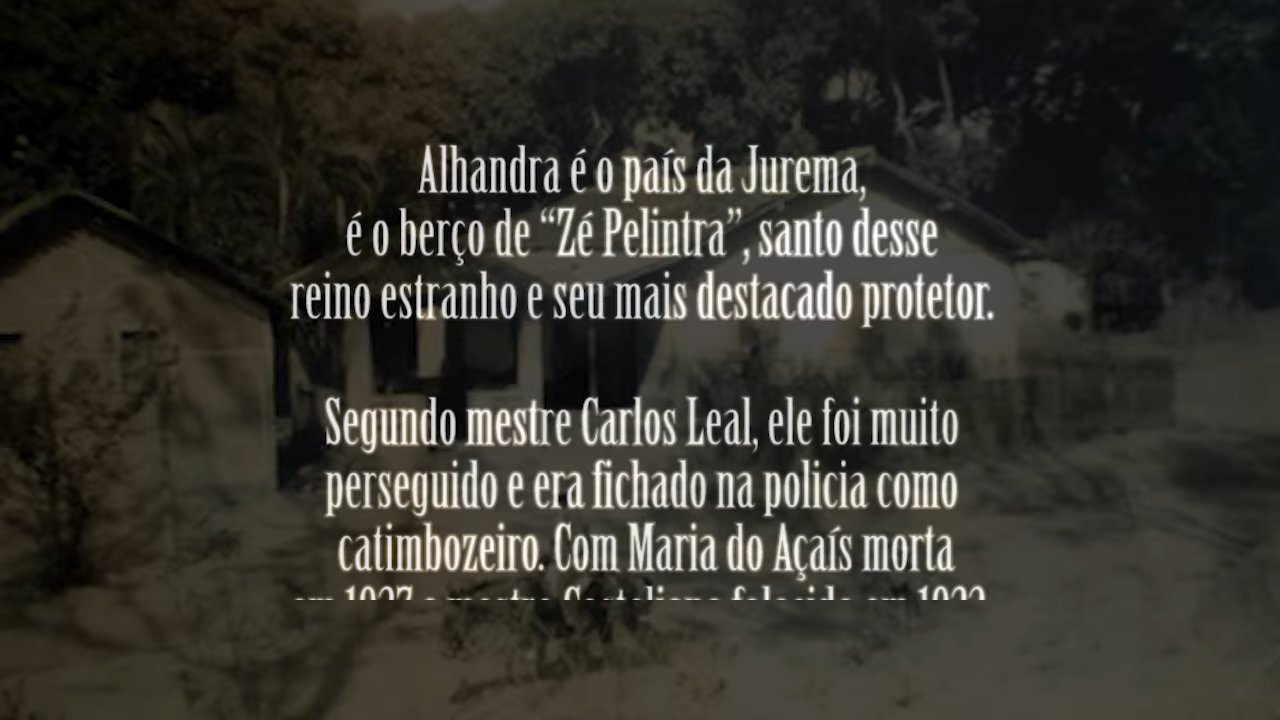 Alhandra é o país da Jurema,
é o berço de “Zé Pelintra”, santo desse
reino estranho e seu mais destacado protetor.
Segundo mestre Carlos Leal, ele foi muito
perseguido e era fichado na policia como
catimbozeiro. Com Maria do Açaís morta